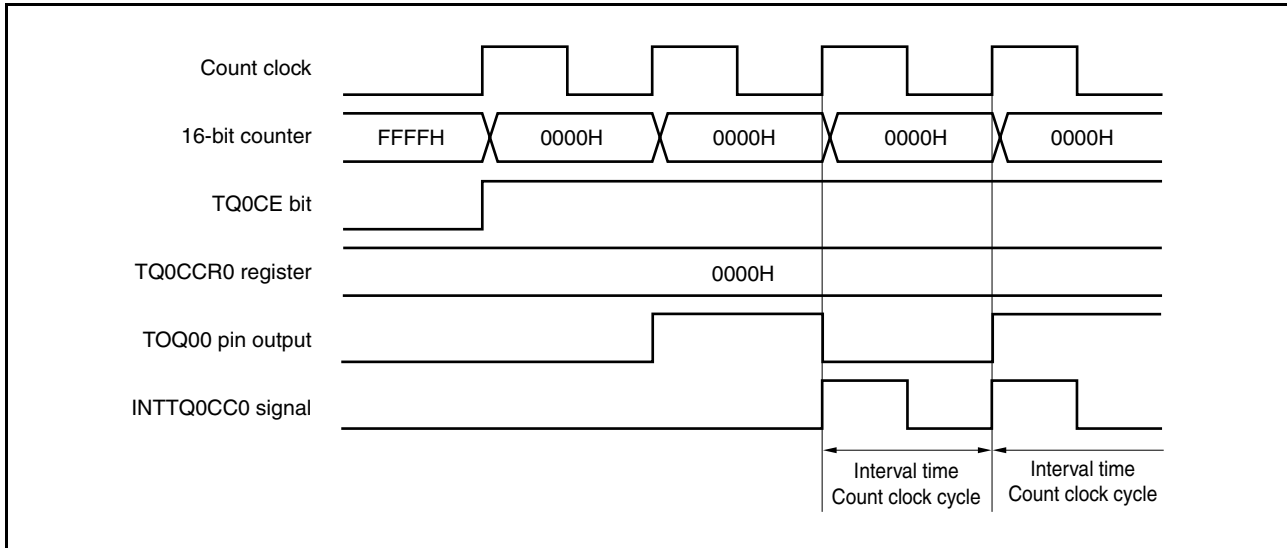 Count clock
16-bit counter
FFFFH
0000H
0000H
0000H
0000H
TQ0CE bit
TQ0CCR0 register
0000H
TOQ00 pin output
INTTQ0CC0 signal
Interval time
Count clock cycle
Interval time
Count clock cycle